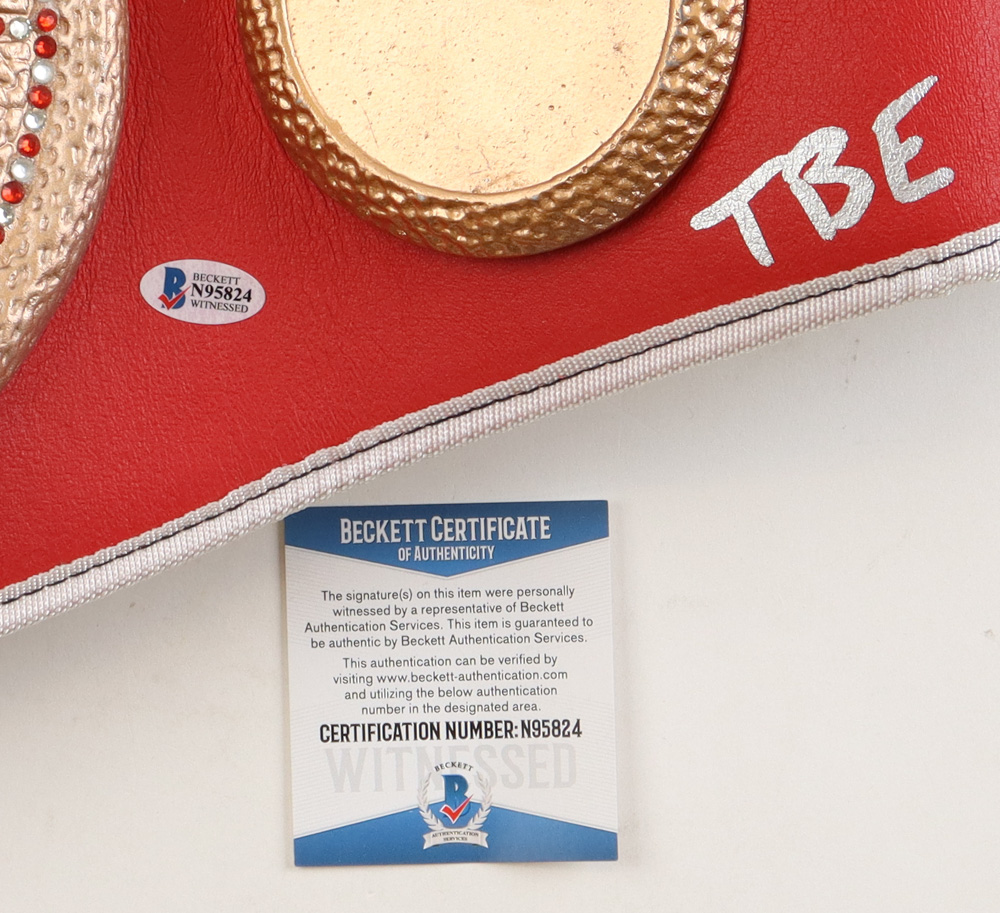 TBE
BECKETT
N95824
WITNESSED
BECKETT CERTIFICATE
OF AUTHENTICITY
The signature(s) on this item were personally
witnessed by a representative of Beckett
Authentication Services. This item is guaranteed to
be authentic by Beckett Authentication Services.
This authentication can be verified by
visiting www.beckett-authentication.com
and utilizing the below authentication
number in the designated area.
CERTIFICATION NUMBER: N95824
WITNESSED
BECKETT
B
AUTHENTICATION
SERVICES